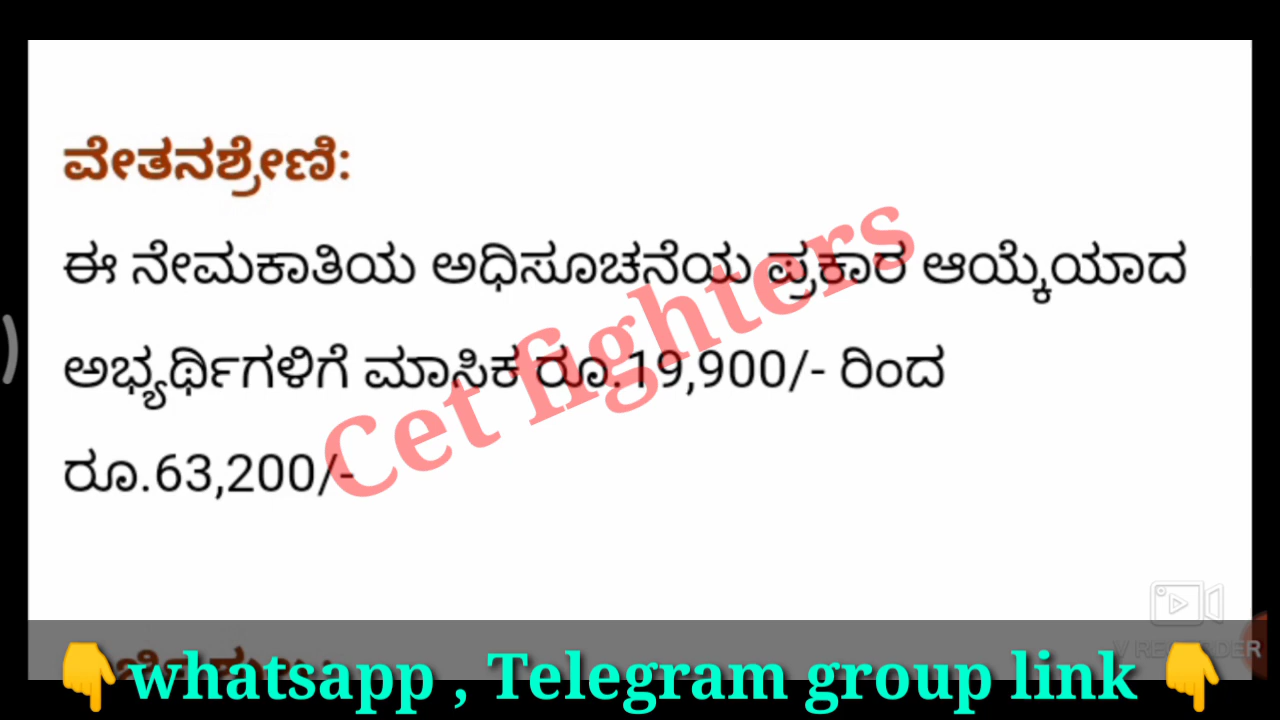 ವೇತನಶ್ರೇಣಿ:
ಈ ನೇಮಕಾತಿಯ ಅಧಿಸೂಚನೆಯ ಪ್ರಕಾರ ಆಯ್ಕೆಯಾದ
ಅಭ್ಯರ್ಥಿಗಳಿಗೆ ಮಾಸಿಕ ರೂ.19,900/- ರಿಂದ
ರೂ.63,200/-
Cet fighters
V RECORDER
👇whatsapp , Telegram group link 👇